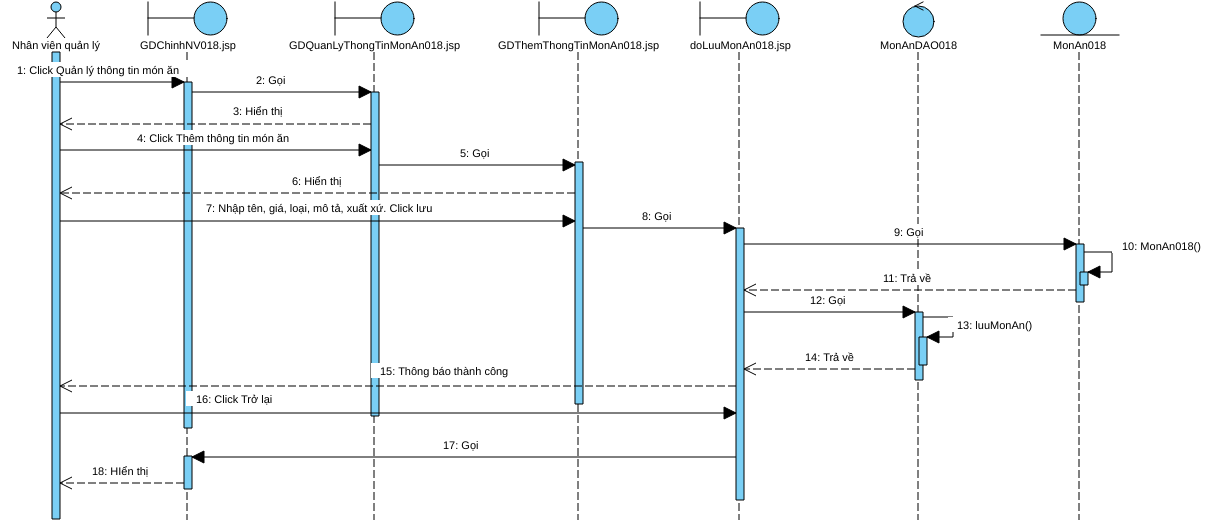 Nhân viên quản lý
GDChinhNV018.jsp
GDQuanLyThongTinMonAn018.jsp
GDThemThongTinMonAn018.jsp
doLuuMonAn018.jsp
MonAnDAO018
MonAn018
1: Click Quản lý thông tin món ăn
2: Gọi
3: Hiển thị
4: Click Thêm thông tin món ăn
5: Gọi
6: Hiển thị
7: Nhập tên, giá, loại, mô tả, xuất xứ. Click lưu
8: Gọi
9: Gọi
10: MonAn018()
11: Trả về
12: Gọi
13: luuMonAn()
14: Trả về
15: Thông báo thành công
16: Click Trở lại
17: Gọi
18: HIển thị